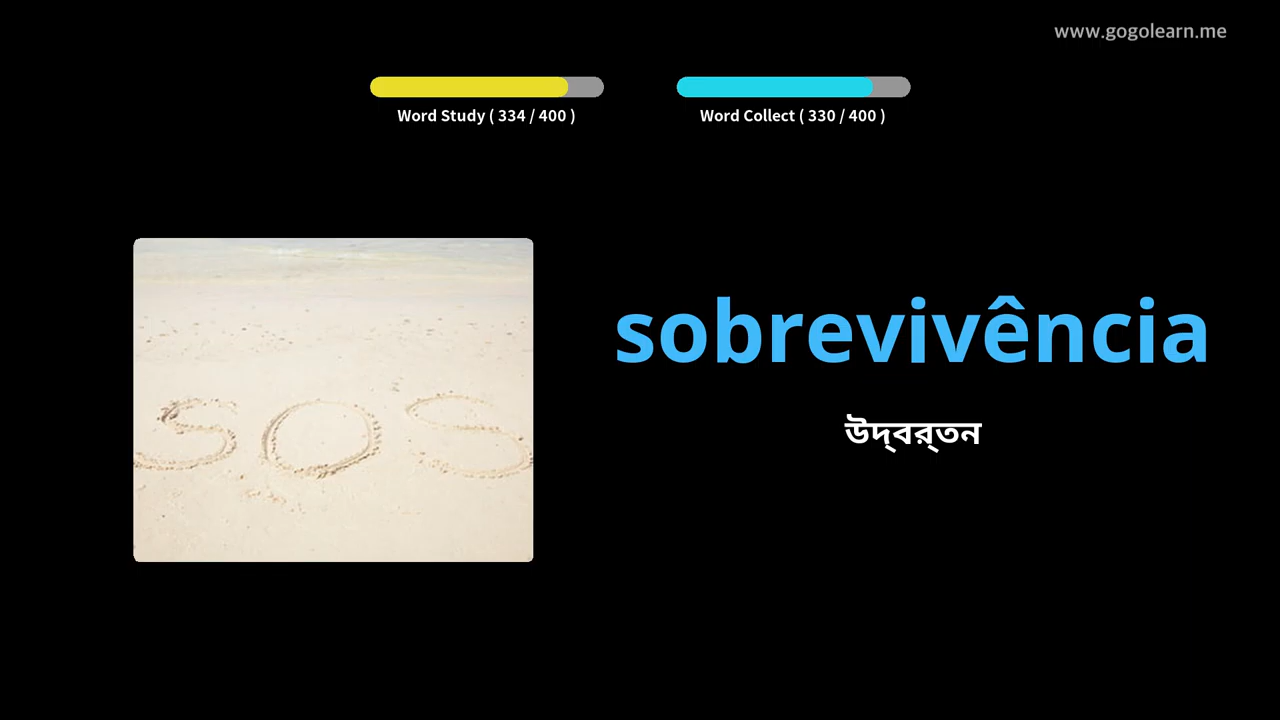 www.gogolearn.me
Word Study ( 334 / 400 )
Word Collect ( 330 / 400 )
SOS
sobrevivência
উদ্‌বর্তন